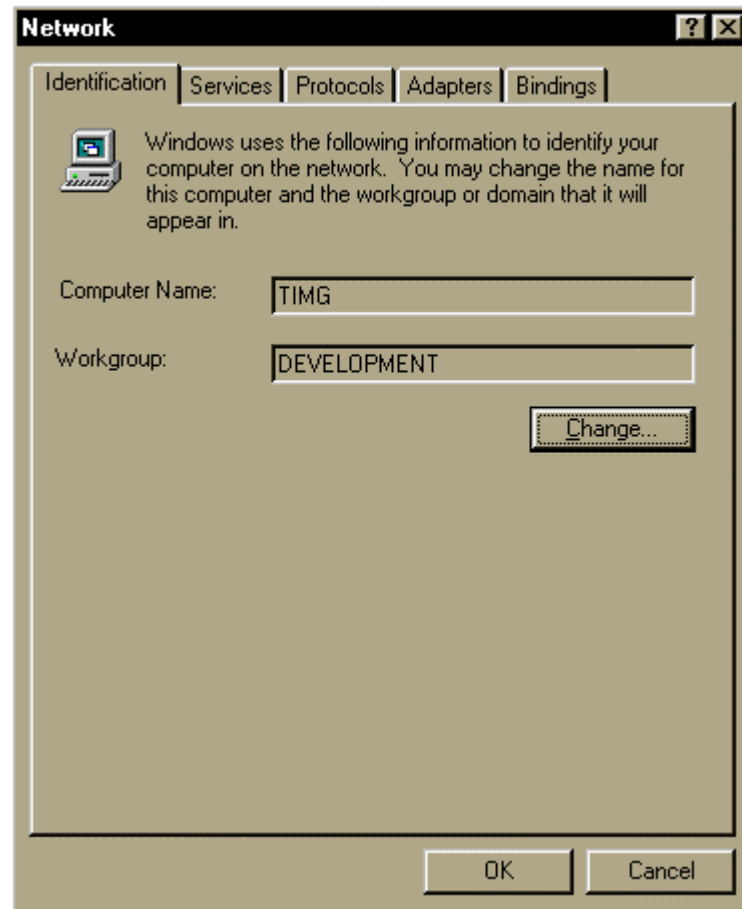 Network
Identification Services Protocols Adapters Bindings
Windows uses the following information to identify your
computer on the network. You may change the name for
this computer and the workgroup or domain that it will
appear in.
Computer Name: TIMG
Workgroup: DEVELOPMENT
Change...
OK Cancel